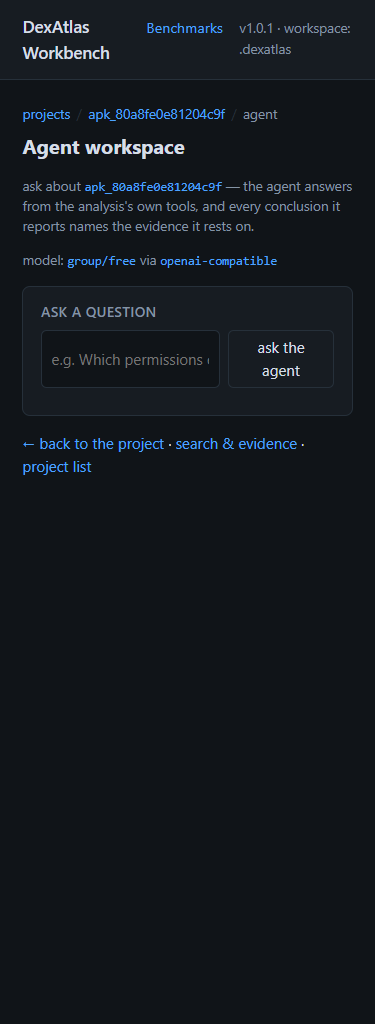 DexAtlas Workbench
Benchmarks
v1.0.1 · workspace: .dexatlas
projects / apk_80a8fe0e81204c9f / agent
Agent workspace
ask about apk_80a8fe0e81204c9f — the agent answers
from the analysis's own tools, and every conclusion it
reports names the evidence it rests on.
model: group/free via openai-compatible
ASK A QUESTION
e.g. Which permissions
ask the
agent
← back to the project · search & evidence ·
project list